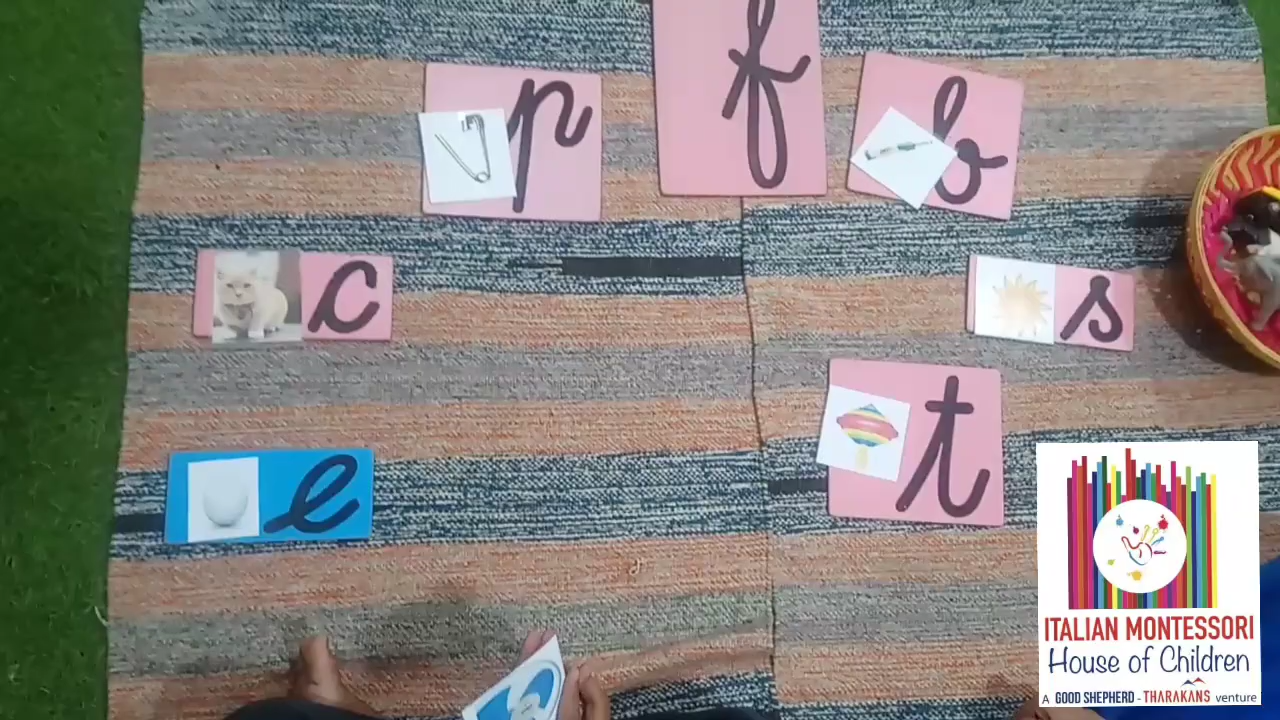 f
p
b
c
s
t
e
ITALIAN MONTESSORI
House of Children
A GOOD SHEPHERD - THARAKANS venture